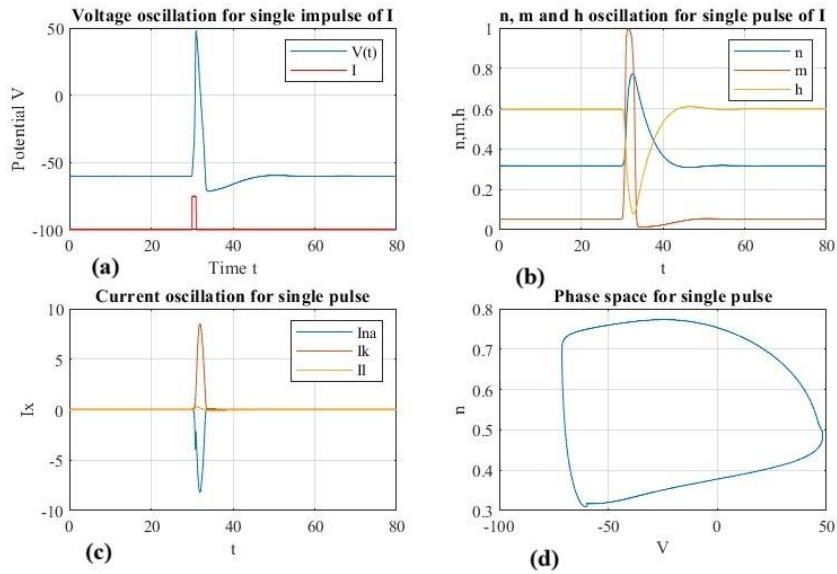 Voltage oscillation for single impulse of I
50
0
-50
-100
Potential V
V(t)
I
0 20 40 60 80
(a)
Time t
n, m and h oscillation for single pulse of I
1
0.8
0.6
0.4
0.2
0
n,m,h
n
m
h
0 20 40 60 80
(b)
t
Current oscillation for single pulse
10
5
0
-5
-10
Ix
Ina
Ik
Il
0 20 40 60 80
(c)
t
Phase space for single pulse
0.8
0.7
0.6
0.5
0.4
0.3
n
-100 -50 0 50
(d)
V